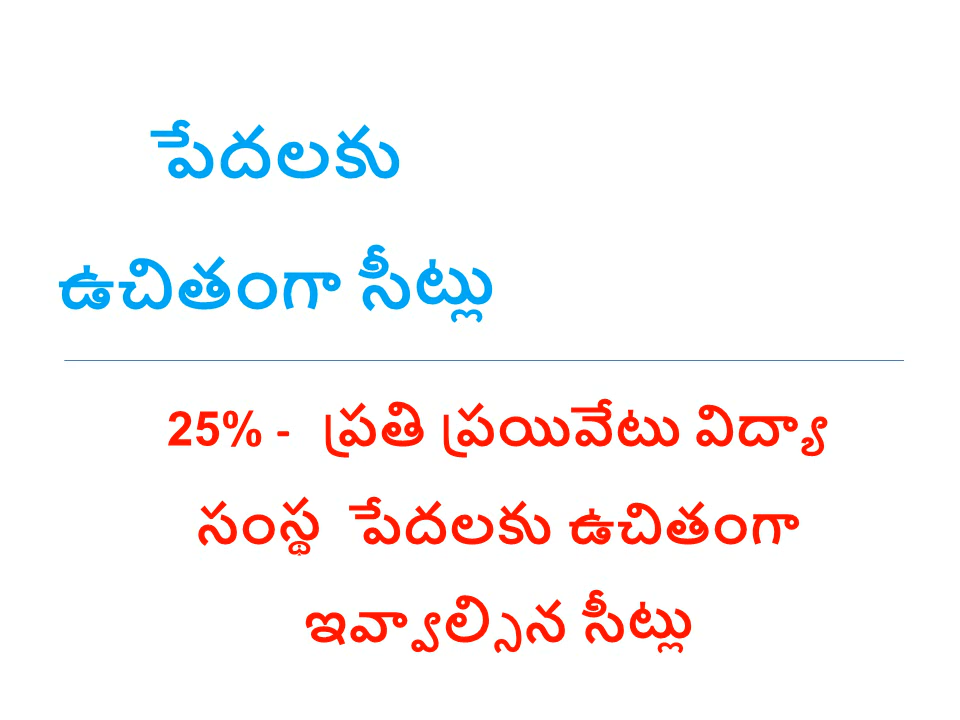 పేదలకు
ఉచితంగా సీట్లు
25% - ప్రతి ప్రయివేటు విద్యా
సంస్థ పేదలకు ఉచితంగా
ఇవ్వాల్సిన సీట్లు